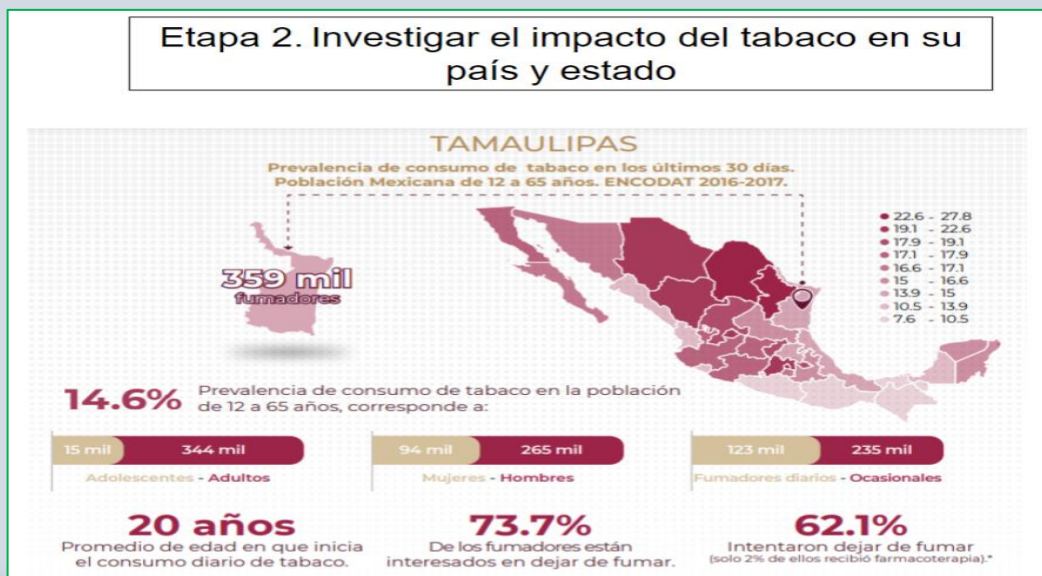 Etapa 2. Investigar el impacto del tabaco en su
país y estado
TAMAULIPAS
Prevalencia de consumo de tabaco en los últimos 30 días.
Población Mexicana de 12 a 65 años. ENCODAT 2016-2017.
359 mil
fumadores
22.6 - 27.8
19.1 - 22.6
17.9 - 19.1
17.1 - 17.9
16.6 - 17.1
15 - 16.6
13.9 - 15
10.5 - 13.9
7.6 - 10.5
14.6% Prevalencia de consumo de tabaco en la población
de 12 a 65 años, corresponde a:
15 mil 344 mil
Adolescentes - Adultos
94 mil 265 mil
Mujeres - Hombres
123 mil 235 mil
Fumadores diarios - Ocasionales
20 años
Promedio de edad en que inicia
el consumo diario de tabaco.
73.7%
De los fumadores están
interesados en dejar de fumar.
62.1%
Intentaron dejar de fumar
(solo 2% de ellos recibió farmacoterapia).*